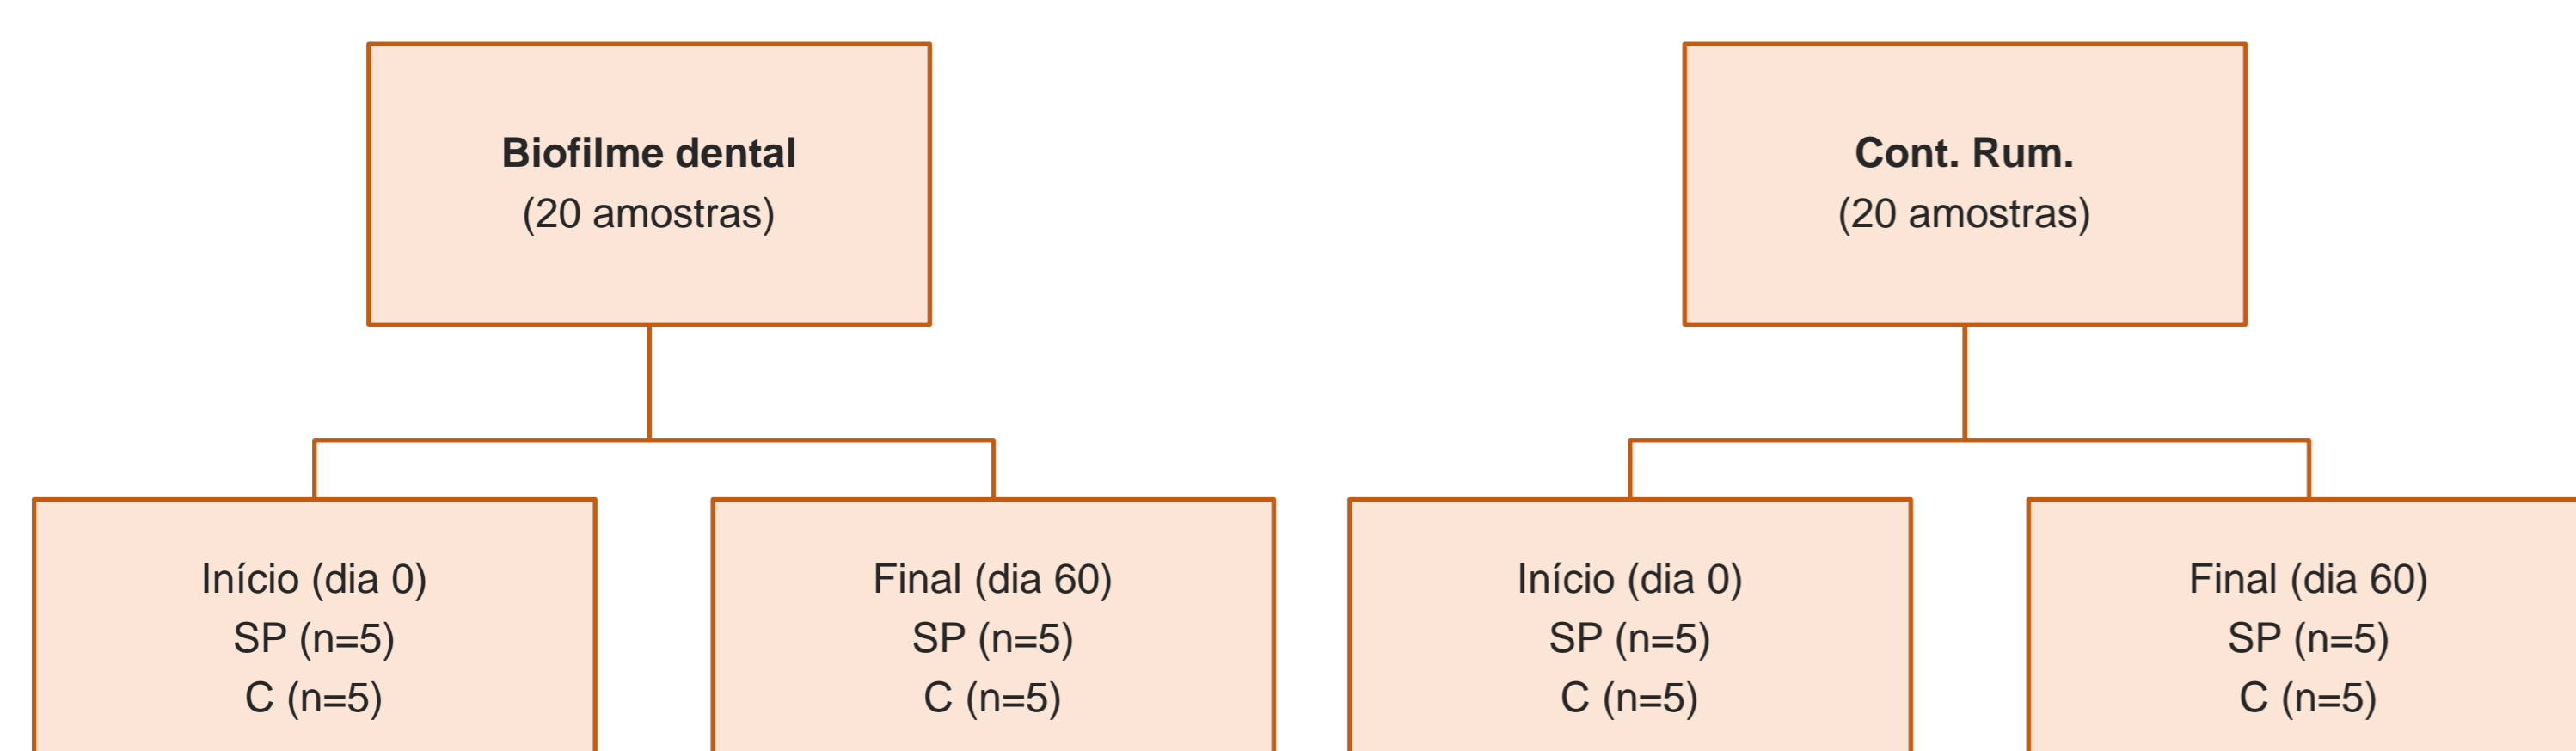 Biofilme dental
(20 amostras)
Cont. Rum.
(20 amostras)
Início (dia 0)
SP (n=5)
C (n=5)
Final (dia 60)
SP (n=5)
C (n=5)
Início (dia 0)
SP (n=5)
C (n=5)
Final (dia 60)
SP (n=5)
C (n=5)